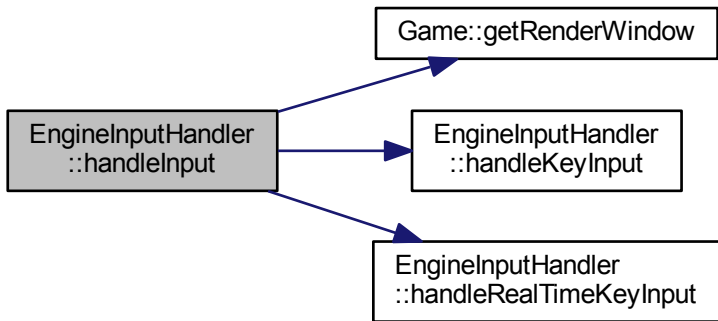 Game::getRenderWindow
EngineInputHandler
::handleInput
EngineInputHandler
::handleKeyInput
EngineInputHandler
::handleRealTimeKeyInput